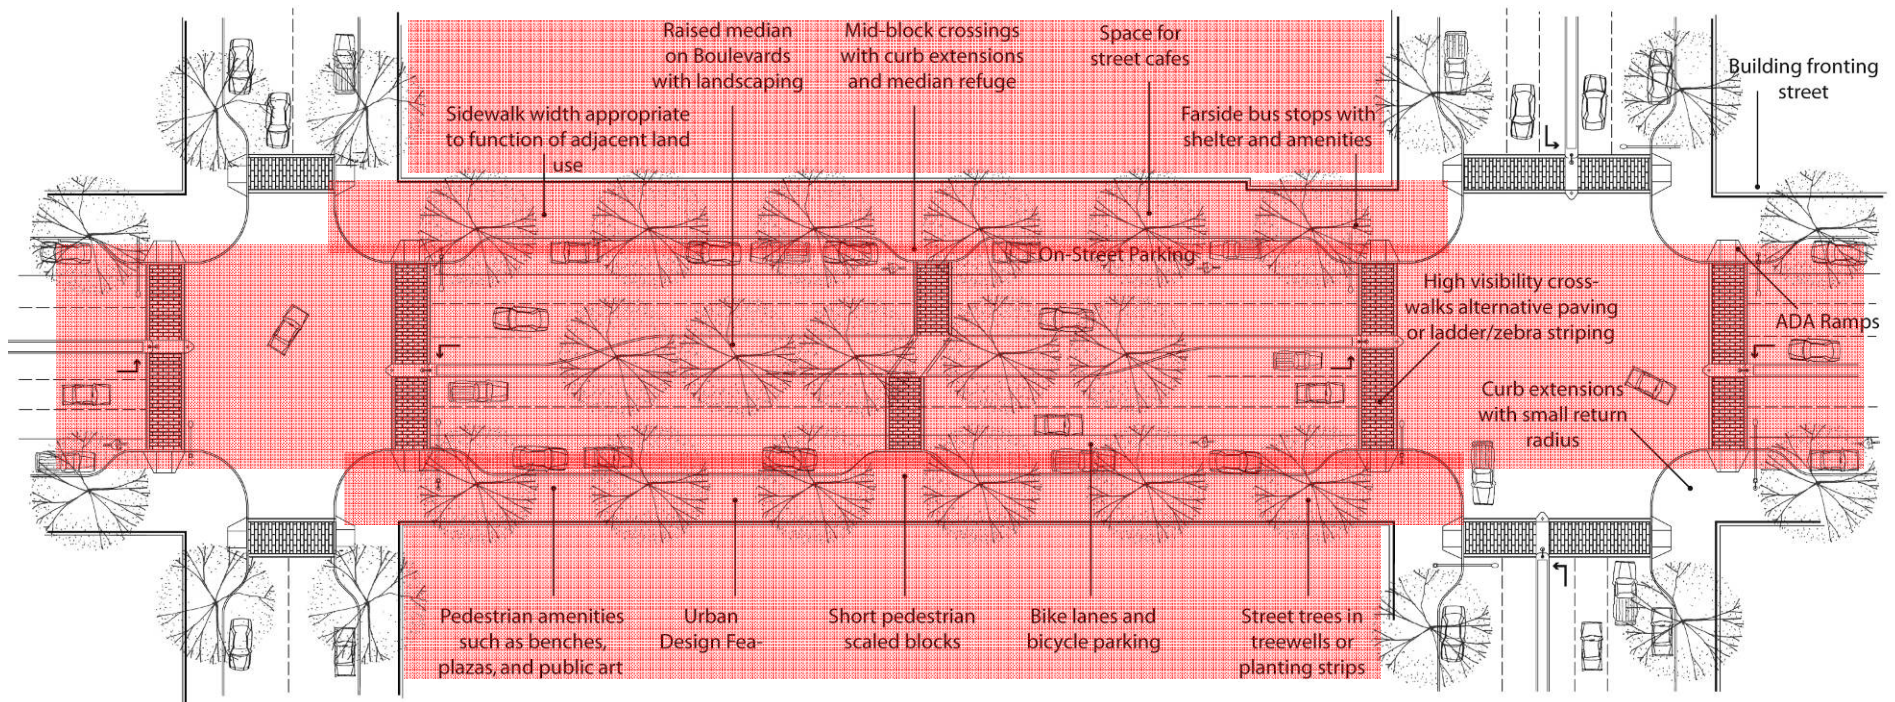 Raised median
on Boulevards
with landscaping
Mid-block crossings
with curb extensions
and median refuge
Space for
street cafes
Building fronting
street
Sidewalk width appropriate
to function of adjacent land
use
Farside bus stops with
shelter and amenities
On-Street Parking
High visibility cross-
walks alternative paving
or ladder/zebra striping
ADA Ramps
Curb extensions
with small return
radius
Pedestrian amenities
such as benches,
plazas, and public art
Urban
Design Fea-
Short pedestrian
scaled blocks
Bike lanes and
bicycle parking
Street trees in
treewells or
planting strips